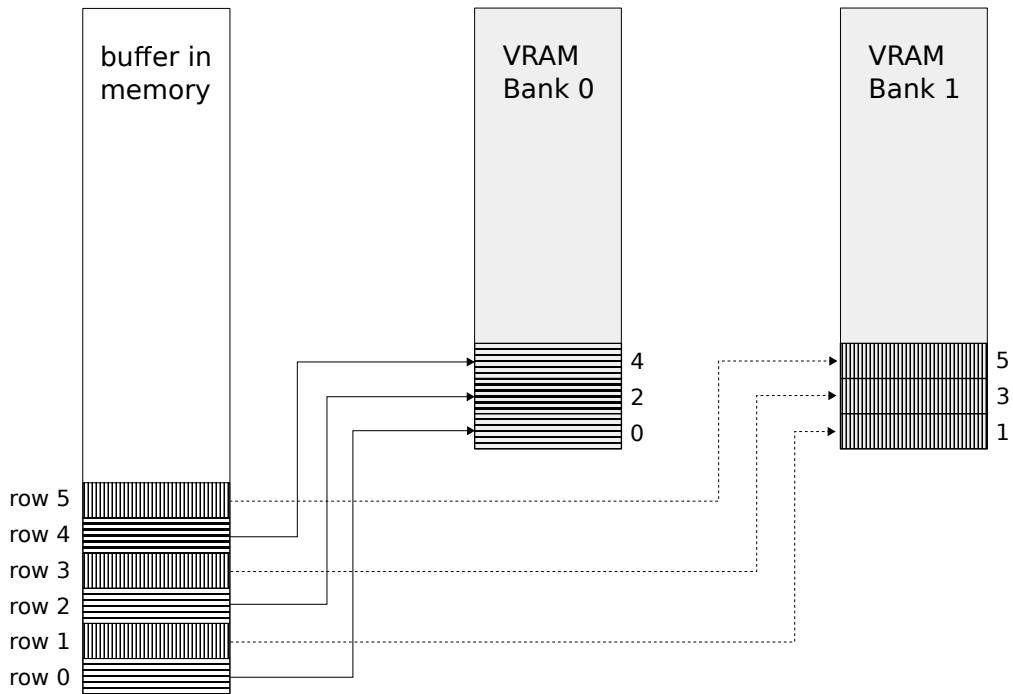 buffer in
memory
VRAM
Bank 0
VRAM
Bank 1
4
2
0
5
3
1
row 5
row 4
row 3
row 2
row 1
row 0